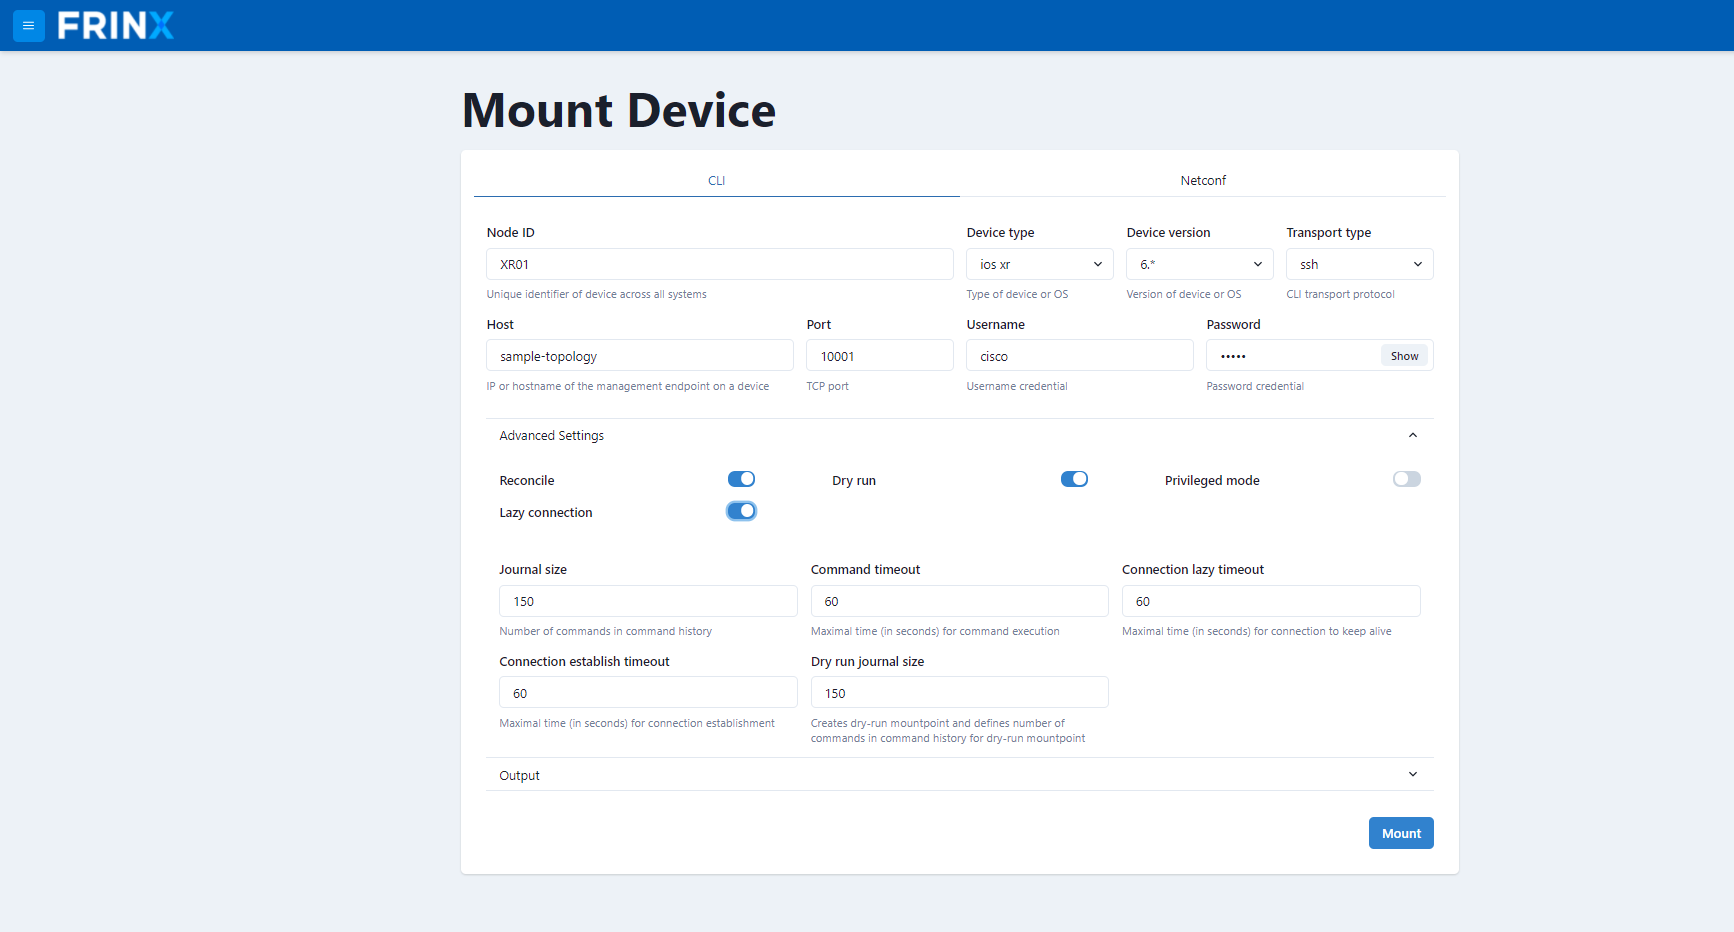 FRINX
Mount Device
CLI
Netconf
Node ID
Device type
Device version
Transport type
XR01
ios xr
6.*
ssh
Unique identifier of device across all systems
Type of device or OS
Version of device or OS
CLI transport protocol
Host
Port
Username
Password
sample-topology
10001
cisco
•••••
Show
IP or hostname of the management endpoint on a device
TCP port
Username credential
Password credential
Advanced Settings
Reconcile
Dry run
Privileged mode
Lazy connection
Journal size
Command timeout
Connection lazy timeout
150
60
60
Number of commands in command history
Maximal time (in seconds) for command execution
Maximal time (in seconds) for connection to keep alive
Connection establish timeout
Dry run journal size
60
150
Maximal time (in seconds) for connection establishment
Creates dry-run mountpoint and defines number of
commands in command history for dry-run mountpoint
Output
Mount